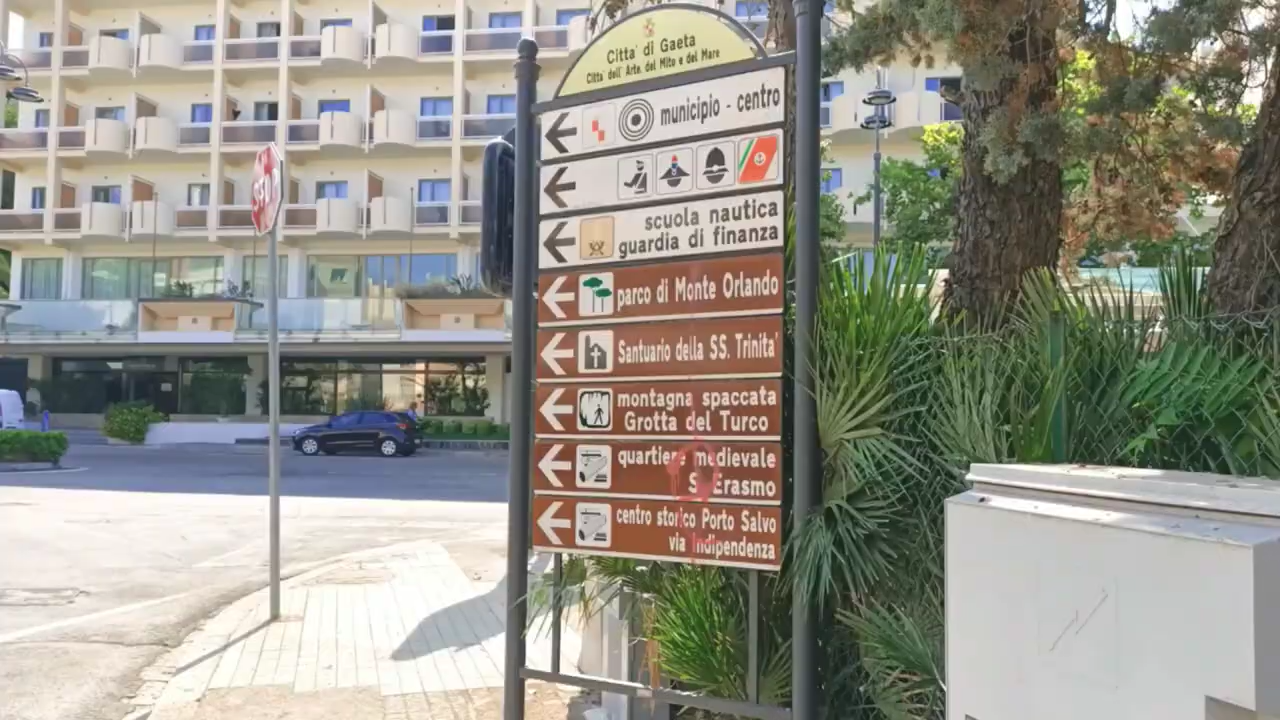 Citta' di Gaeta
Citta' dell'Arte, del Mito e del Mare
municipio - centro
scuola nautica
guardia di finanza
parco di Monte Orlando
Santuario della SS. Trinita'
montagna spaccata
Grotta del Turco
quartiere medievale
S. Erasmo
centro storico Porto Salvo
via indipendenza
STOP